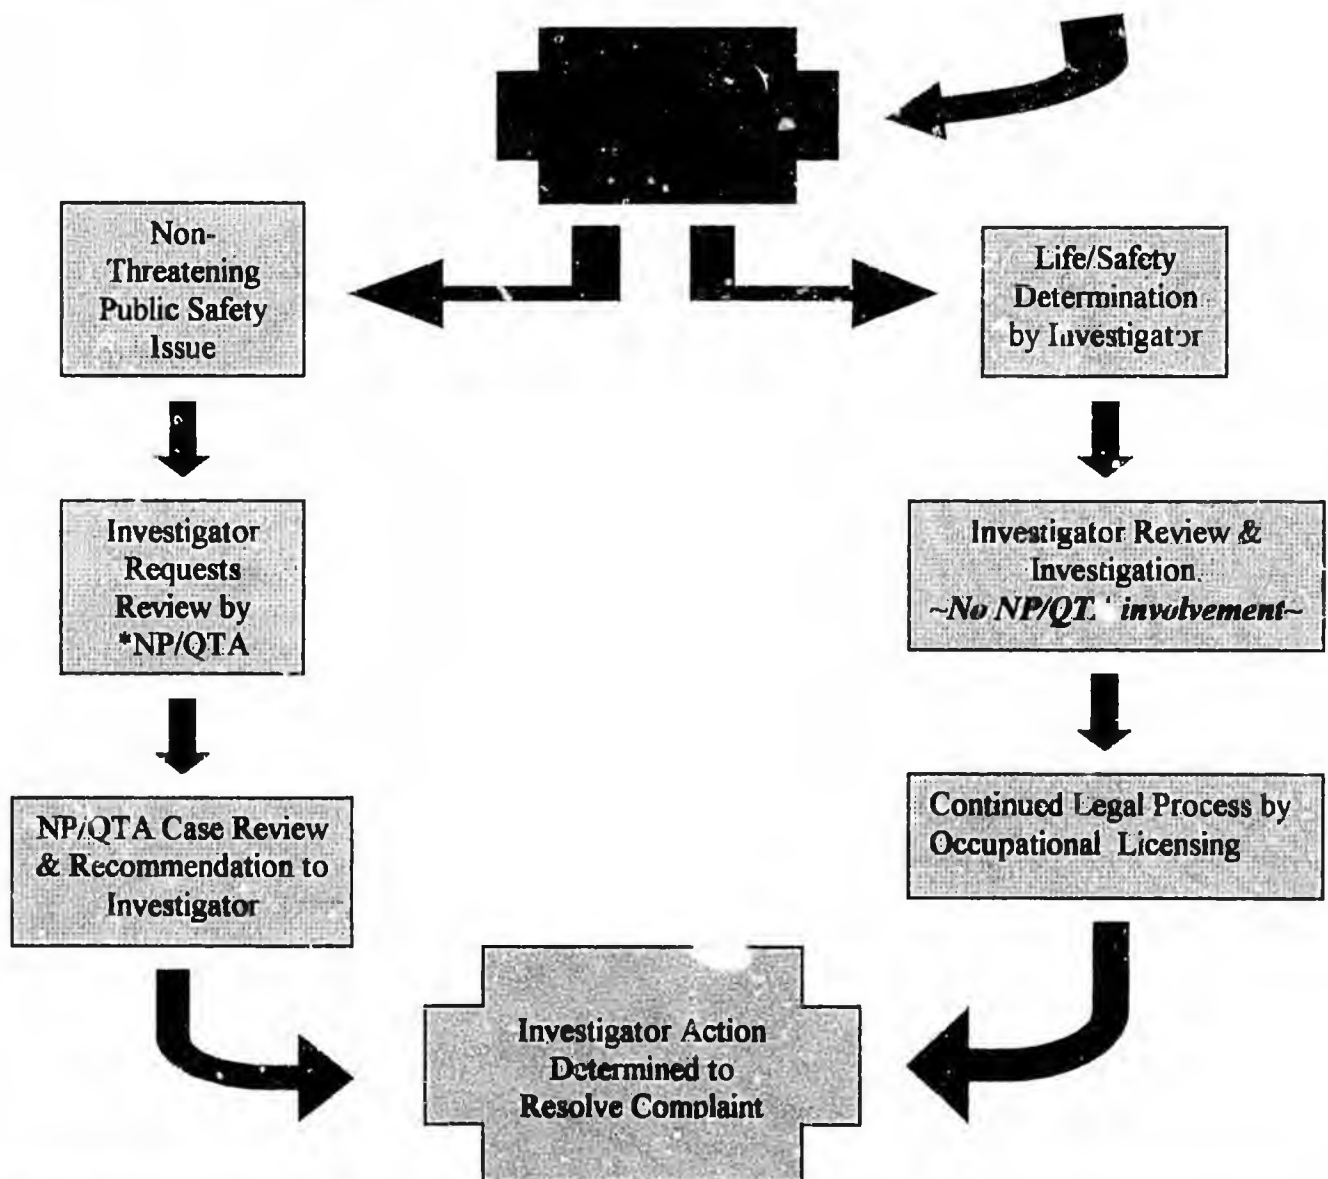 Non-
Threatening
Public Safety
Issue
Life/Safety
Determination
by Investigator
Investigator
Requests
Review by
*NP/QTA
Investigator Review &
Investigation.
~No involvement~
NP/QTA Case Review
& Recommendation to
Investigator
Continued Legal Process by
Occupational Licensing
Investigator Action
Determined to
Resolve Complaint